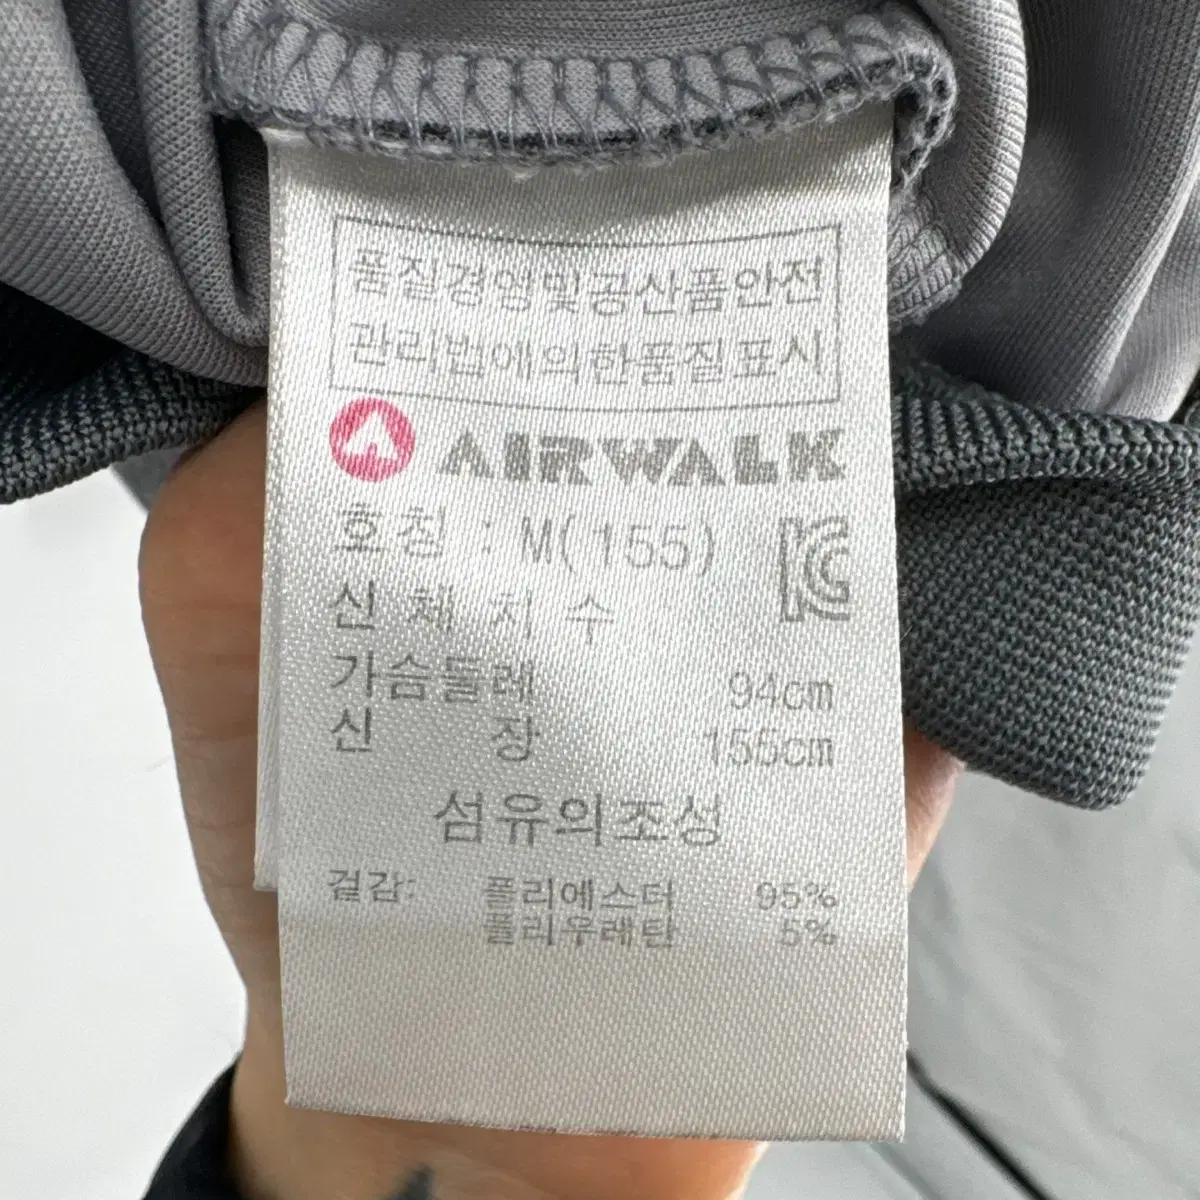 품질경영및공산품안전
관리법에의한품질표시
AIRWALK
호칭 : M(155)
신체치수
가슴둘레 94cm
신장 155cm
섬유의조성
겉감: 폴리에스터 95%
폴리우레탄 5%